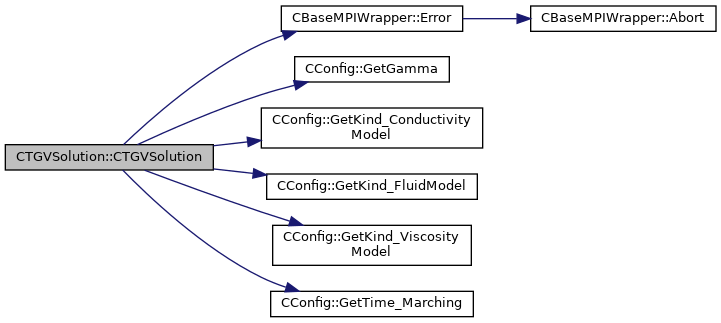 CTGVSolution::CTGVSolution
CBaseMPIWrapper::Error
CBaseMPIWrapper::Abort
CConfig::GetGamma
CConfig::GetKind_Conductivity
Model
CConfig::GetKind_FluidModel
CConfig::GetKind_Viscosity
Model
CConfig::GetTime_Marching